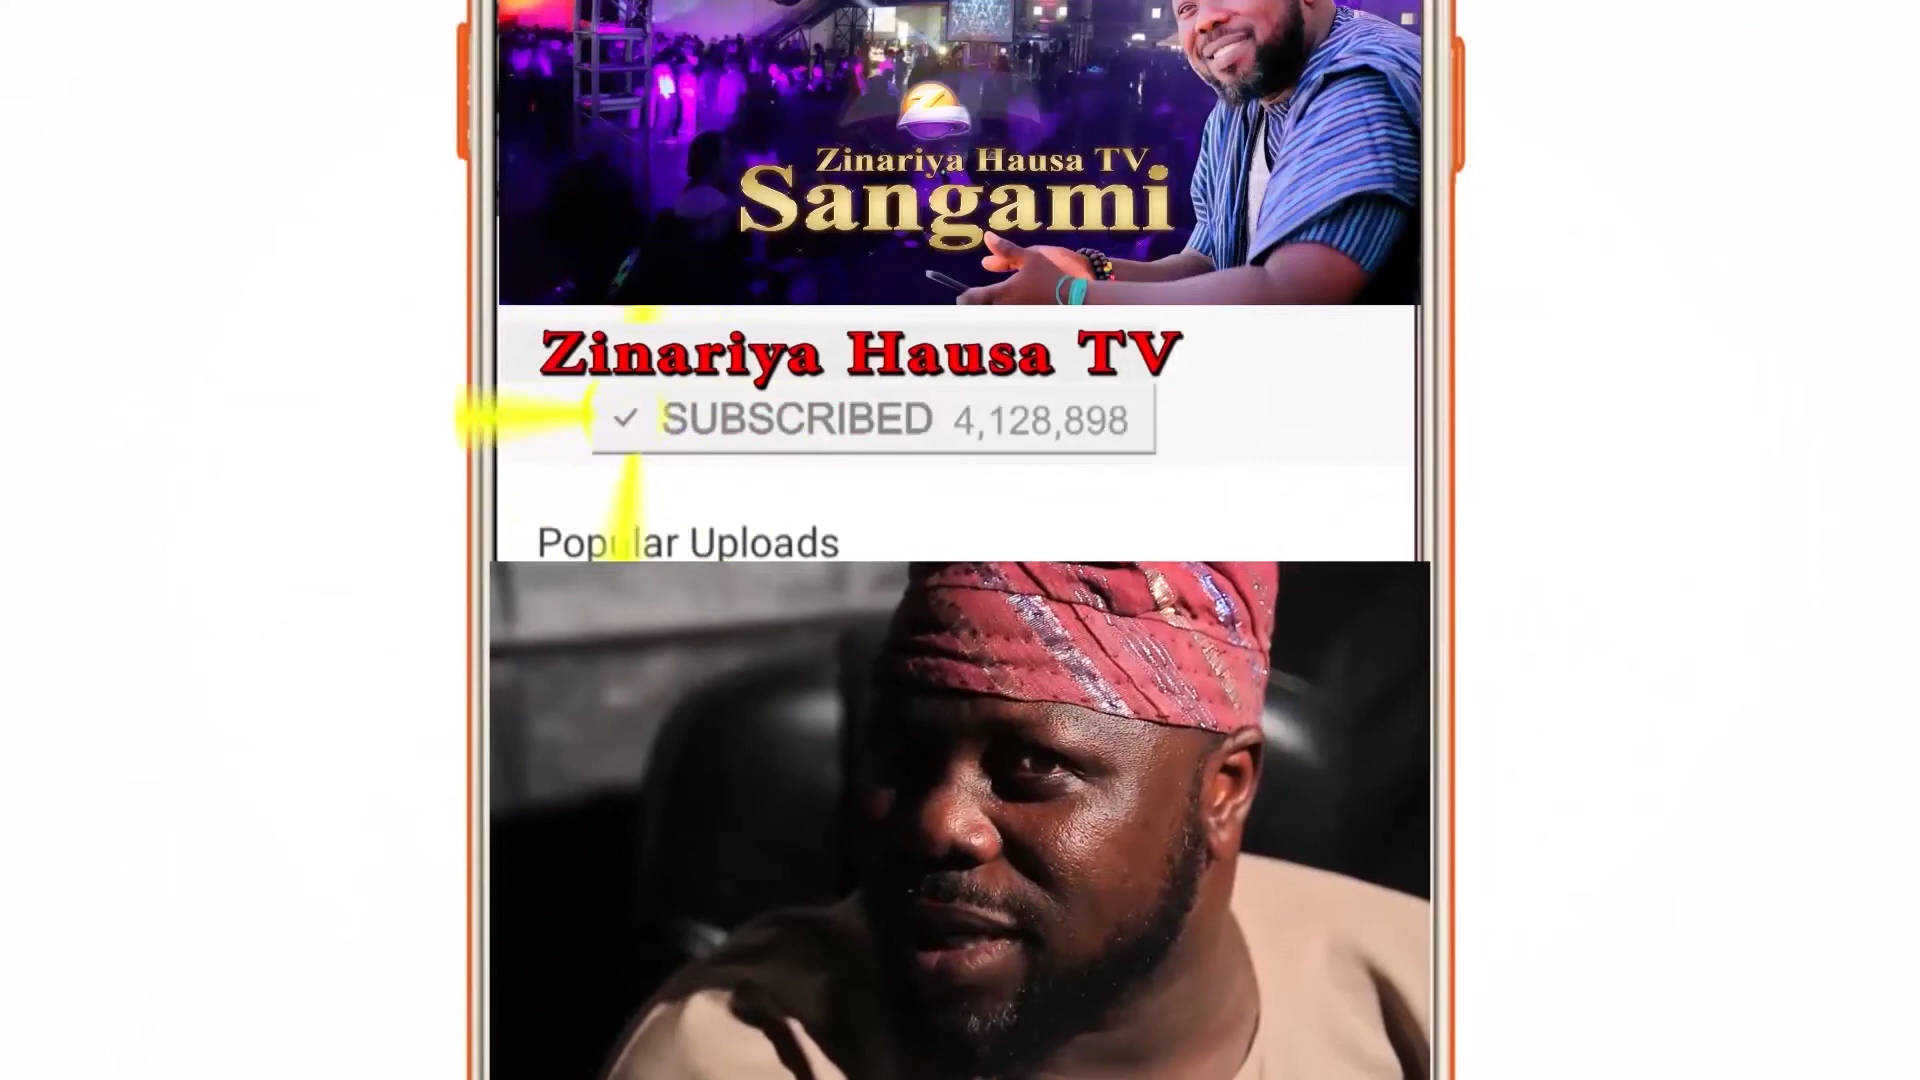 Z
Zinariya Hausa TV
Sangami
Zinariya Hausa TV
✓ SUBSCRIBED 4,128,898
Popular Uploads